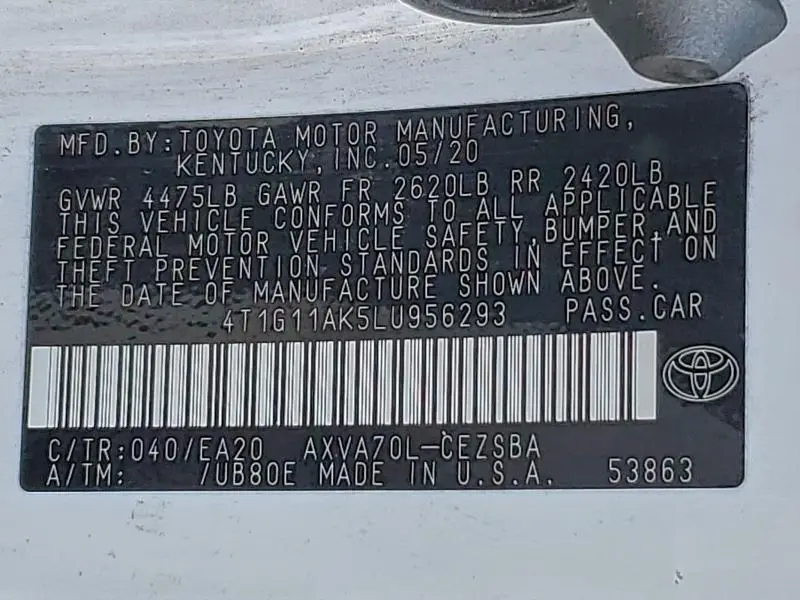 MFD.BY:TOYOTA MOTOR MANUFACTURING,
KENTUCKY,INC.05/20
GVWR 4475LB GAWR FR 2620LB RR 2420LB
THIS VEHICLE CONFORMS TO ALL APPLICABLE
FEDERAL MOTOR VEHICLE SAFETY,BUMPER,AND
THEFT PREVENTION STANDARDS IN EFFECT ON
THE DATE OF MANUFACTURE SHOWN ABOVE.
4T1G11AK5LU956293 PASS.CAR
C/TR:040/EA20 AXVA70L-CEZSBA
A/TM: /UB80E MADE IN U.S.A. 53863